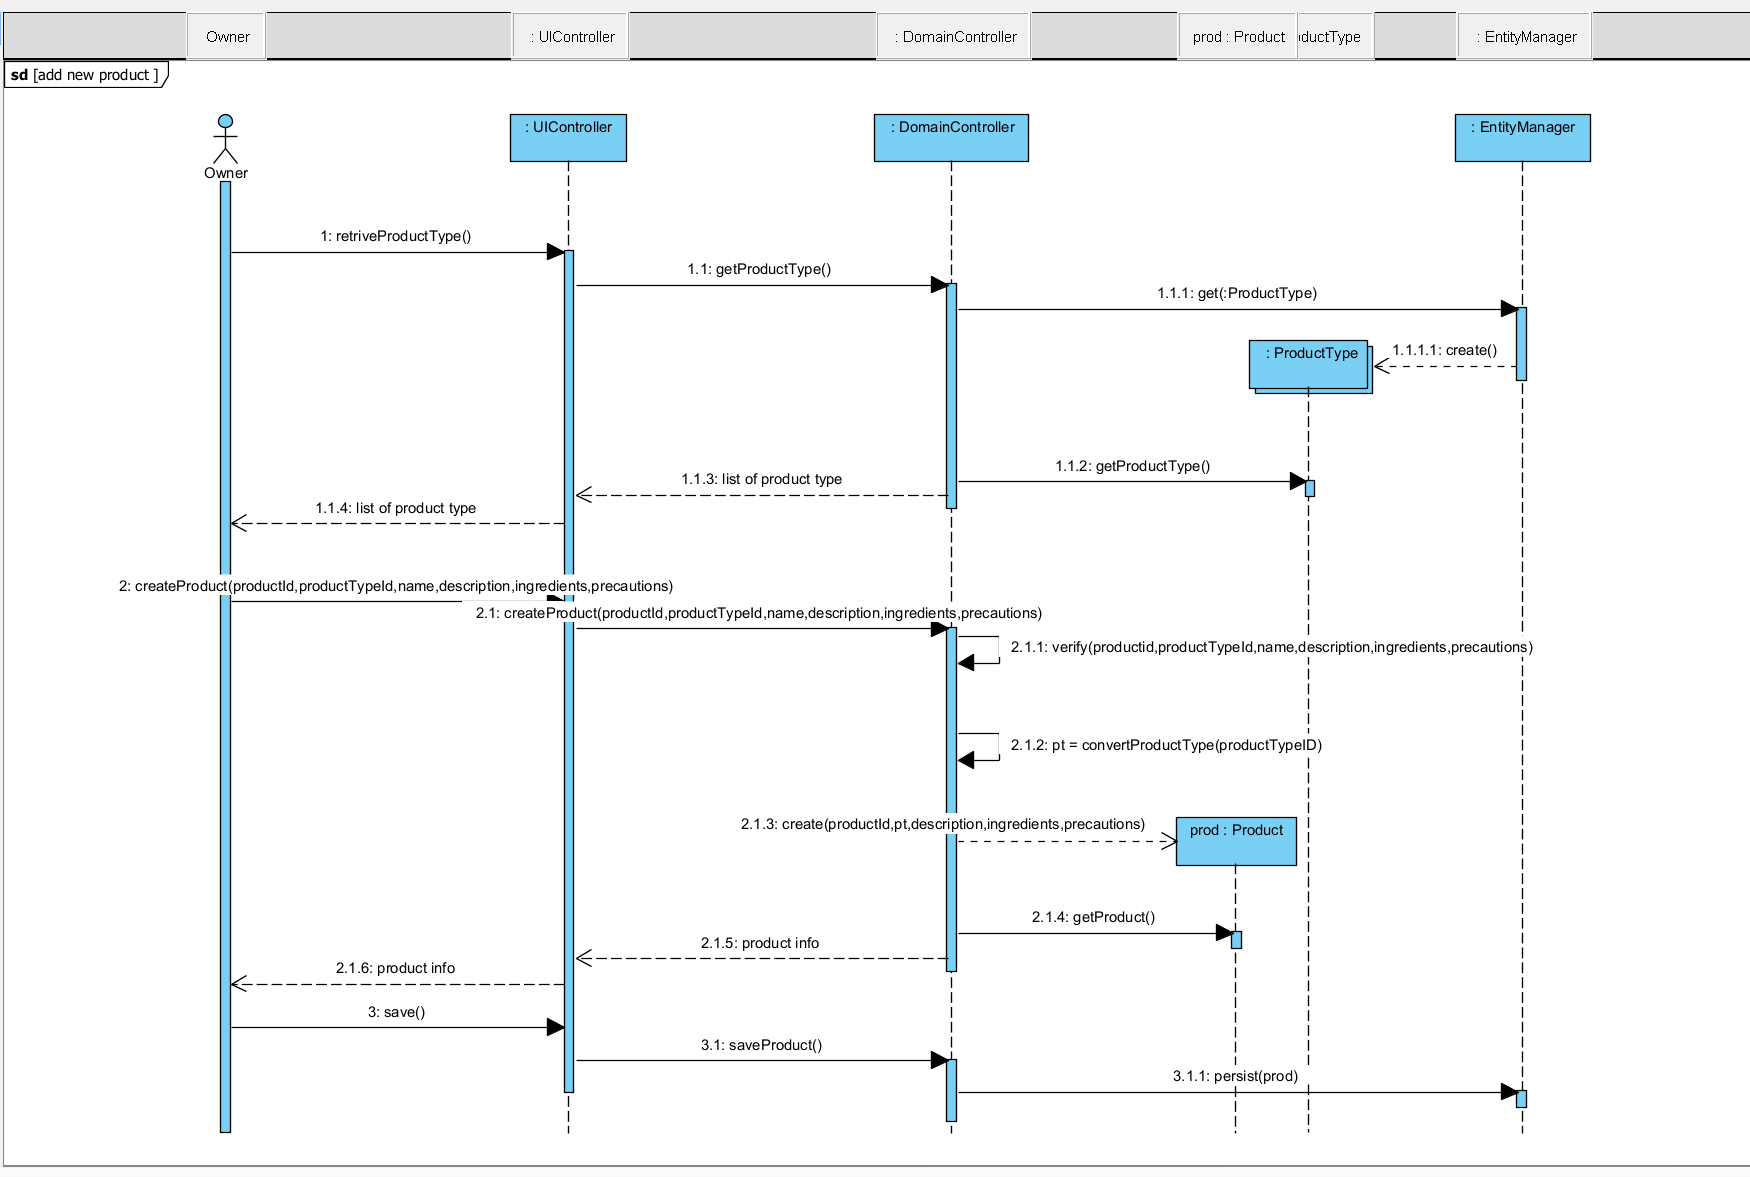 Owner
: UIController
: DomainController
prod : Product
ductType
: EntityManager
sd [add new product ]
: UIController
: DomainController
: EntityManager
Owner
1: retriveProductType()
1.1: getProductType()
1.1.1: get(:ProductType)
: ProductType
1.1.1.1: create()
1.1.2: getProductType()
1.1.3: list of product type
1.1.4: list of product type
2: createProduct(productId,productTypeId,name,description,ingredients,precautions)
2.1: createProduct(productId,productTypeId,name,description,ingredients,precautions)
2.1.1: verify(productid,productTypeId,name,description,ingredients,precautions)
2.1.2: pt = convertProductType(productTypeID)
2.1.3: create(productId,pt,description,ingredients,precautions)
prod : Product
2.1.4: getProduct()
2.1.5: product info
2.1.6: product info
3: save()
3.1: saveProduct()
3.1.1: persist(prod)